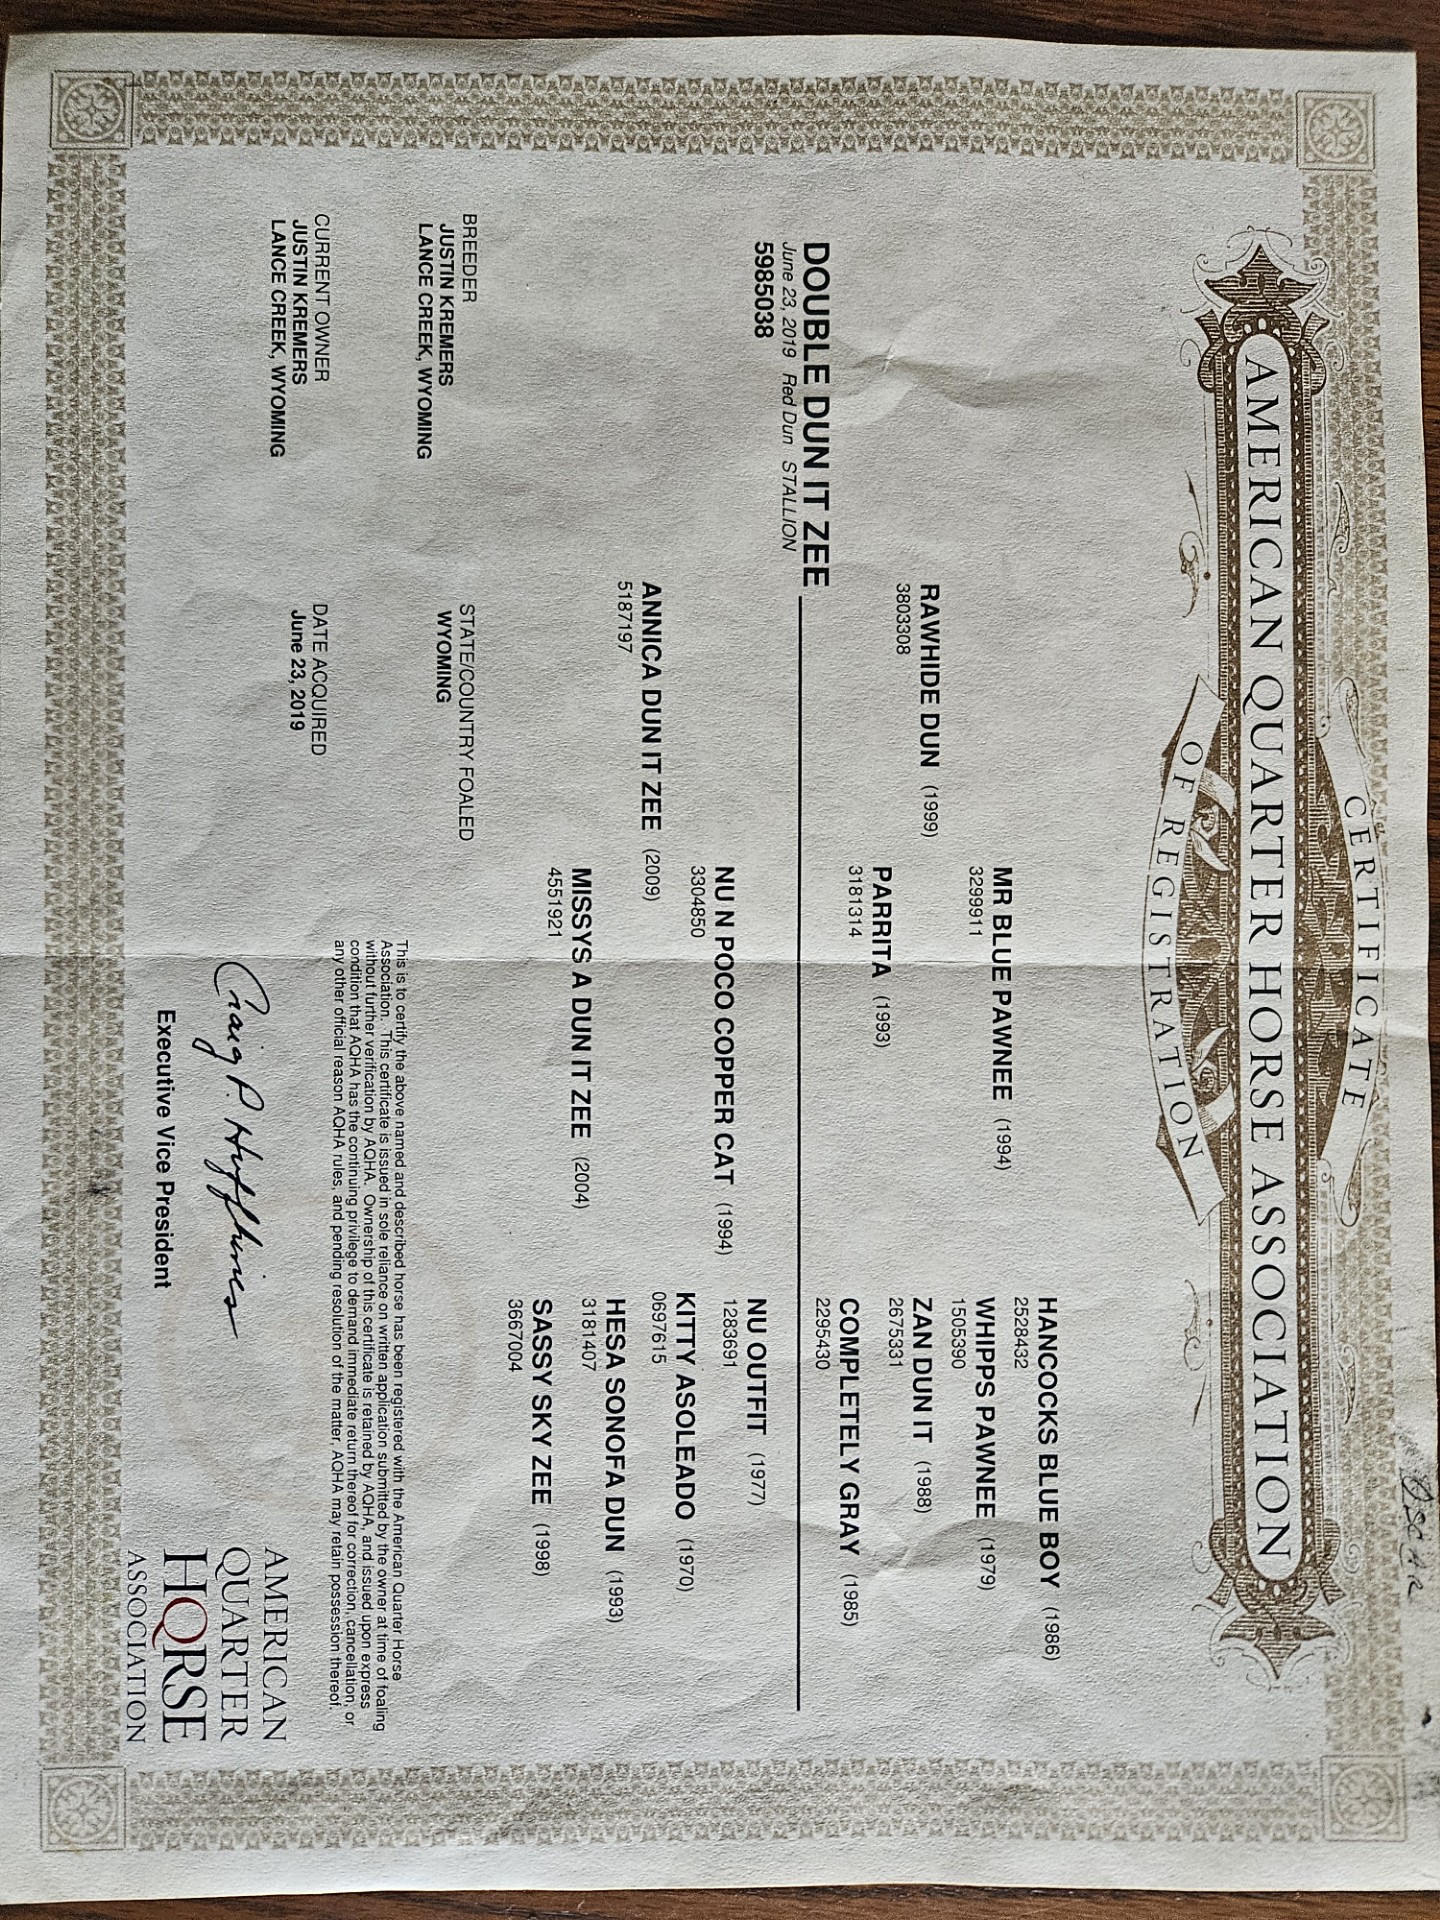 OSCAR
CERTIFICATE
AMERICAN QUARTER HORSE ASSOCIATION
OF REGISTRATION
HANCOCKS BLUE BOY (1986)
2528432
MR BLUE PAWNEE (1994)
3299911
WHIPPS PAWNEE (1979)
1505390
RAWHIDE DUN (1999)
3803308
ZAN DUN IT (1988)
2675331
PARRITA (1993)
3181314
COMPLETELY GRAY (1985)
2295430
DOUBLE DUN IT ZEE
June 23, 2019 Red Dun STALLION
5985038
NU OUTFIT (1977)
1283691
NU N POCO COPPER CAT (1994)
3304850
KITTY ASOLEADO (1970)
0697615
ANNICA DUN IT ZEE (2009)
5187197
HESA SONOFA DUN (1993)
3181407
MISSYS A DUN IT ZEE (2004)
4551921
SASSY SKY ZEE (1998)
3667004
BREEDER
JUSTIN KREMERS
LANCE CREEK, WYOMING
STATE/COUNTRY FOALED
WYOMING
CURRENT OWNER
JUSTIN KREMERS
LANCE CREEK, WYOMING
DATE ACQUIRED
June 23, 2019
This is to certify the above named and described horse has been registered with the American Quarter Horse
Association. This certificate is issued in sole reliance on written application submitted by the owner at time of foaling
without further verification by AQHA. Ownership of this certificate is retained by AQHA, and issued upon express
condition that AQHA has the continuing privilege to demand immediate return thereof for correction, cancellation, or
any other official reason AQHA rules, and pending resolution of the matter, AQHA may retain possession thereof.
Craig P. Huffhines
Executive Vice President
AMERICAN
QUARTER
HORSE
ASSOCIATION